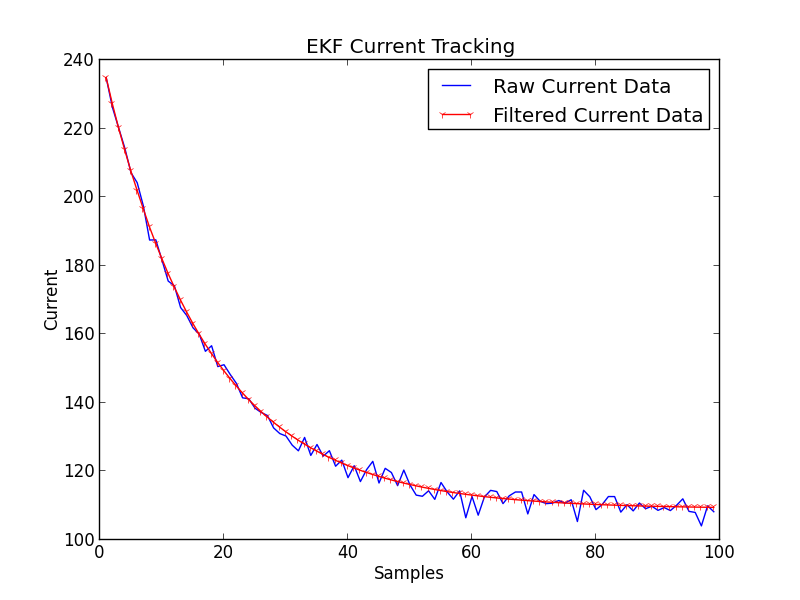 EKF Current Tracking
Raw Current Data
Filtered Current Data
240
220
200
180
160
140
120
100
Current
0
20
40
60
80
100
Samples